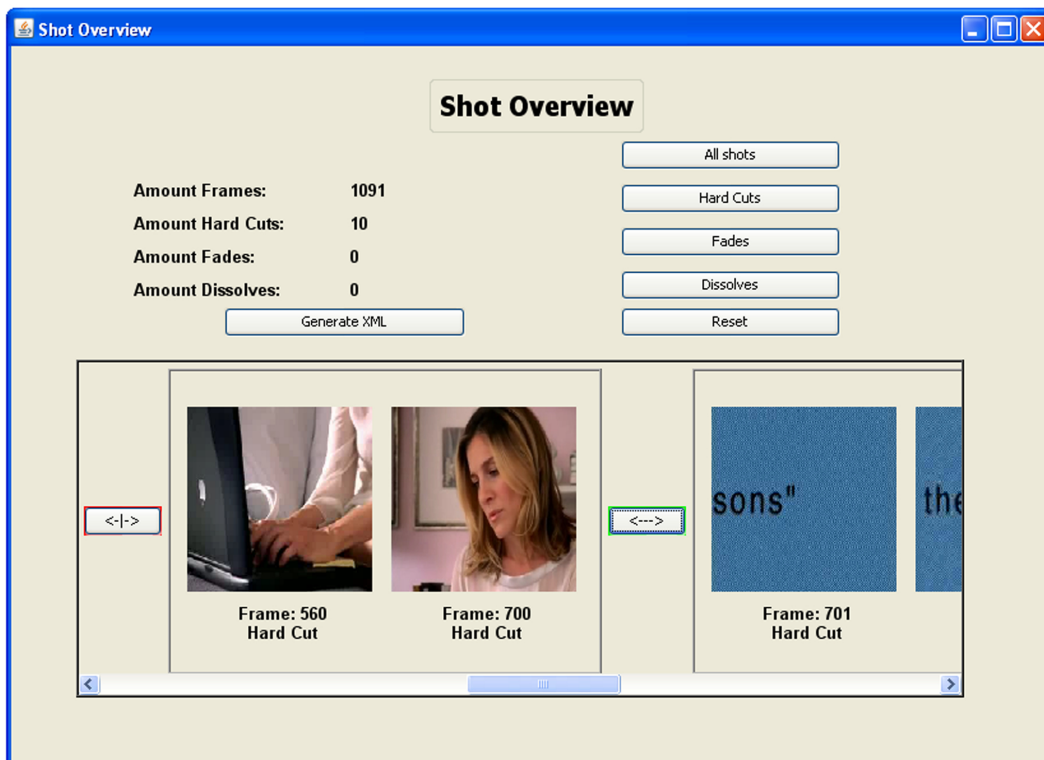 Shot Overview
Shot Overview
All shots
Amount Frames: 1091
Hard Cuts
Amount Hard Cuts: 10
Fades
Amount Fades: 0
Dissolves
Amount Dissolves: 0
Generate XML
Reset
sons"
the
<-|->
<--->
Frame: 560
Hard Cut
Frame: 700
Hard Cut
Frame: 701
Hard Cut